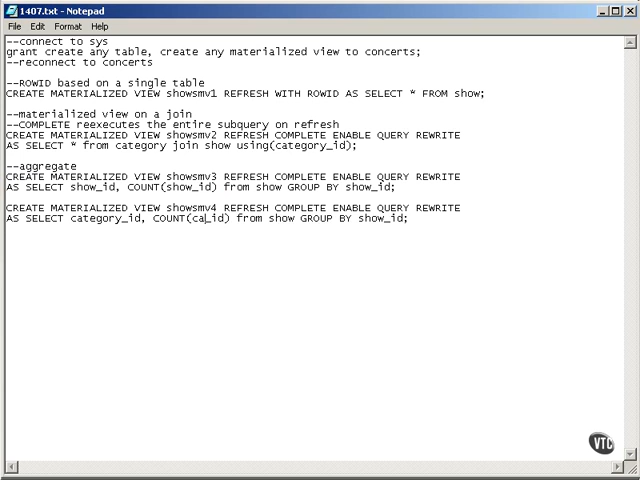 1407.txt - Notepad
File Edit Format Help
--connect to sys
grant create any table, create any materialized view to concerts;
--reconnect to concerts
--ROWID based on a single table
CREATE MATERIALIZED VIEW showsmv1 REFRESH WITH ROWID AS SELECT * FROM show;
--materialized view on a join
--COMPLETE reexecutes the entire subquery on refresh
CREATE MATERIALIZED VIEW showsmv2 REFRESH COMPLETE ENABLE QUERY REWRITE
AS SELECT * from category join show using(category_id);
--aggregate
CREATE MATERIALIZED VIEW showsmv3 REFRESH COMPLETE ENABLE QUERY REWRITE
AS SELECT show_id, COUNT(show_id) from show GROUP BY show_id;
CREATE MATERIALIZED VIEW showsmv4 REFRESH COMPLETE ENABLE QUERY REWRITE
AS SELECT category_id, COUNT(ca_id) from show GROUP BY show_id;
VTC